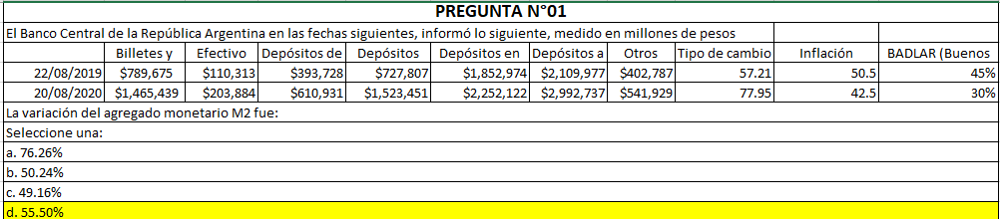 PREGUNTA N°01
El Banco Central de la República Argentina en las fechas siguientes, informó lo siguiente, medido en millones de pesos
Billetes y Efectivo Depósitos de Depósitos Depósitos en Depósitos a Otros Tipo de cambio Inflación BADLAR (Buenos
22/08/2019 $789,675 $110,313 $393,728 $727,807 $1,852,974 $2,109,977 $402,787 57.21 50.5 45%
20/08/2020 $1,465,439 $203,884 $610,931 $1,523,451 $2,252,122 $2,992,737 $541,929 77.95 42.5 30%
La variación del agregado monetario M2 fue:
Seleccione una:
a. 76.26%
b. 50.24%
c. 49.16%
d. 55.50%